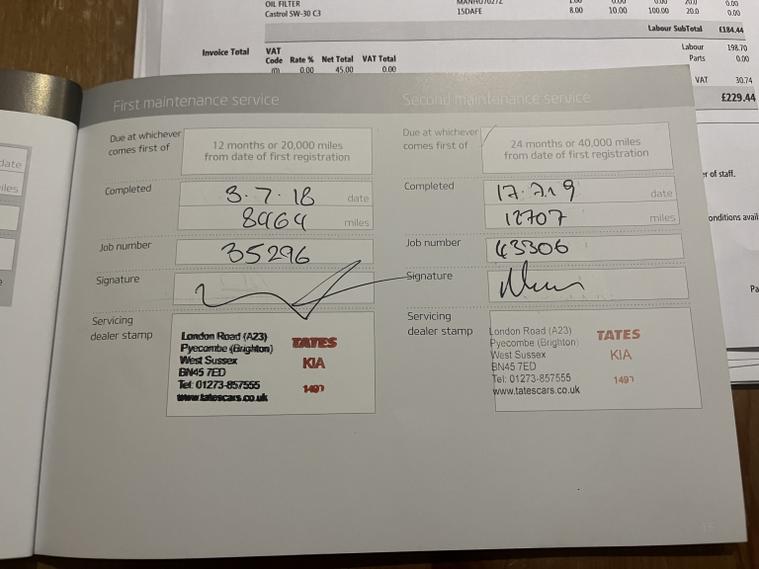 OIL FILTER
Castrol 5W-30 C3 15DAFE 8.00 10.00 100.00 20.0 0.00
Labour SubTotal £184.44
Invoice Total VAT Code Rate % Net Total VAT Total
0.00 45.00 0.00
Labour 198.70
Parts 0.00
VAT 30.74
£229.44
date
miles
First maintenance service
Due at whichever comes first of
12 months or 20,000 miles
from date of first registration
Completed 3.7.18 date
8964 miles
Job number 35296
Signature
Servicing
dealer stamp
London Road (A23)
Pyecombe (Brighton)
West Sussex
BN45 7ED
Tel: 01273-857555
www.tatescars.co.uk
TATES
KIA
1497
Second maintenance service
Due at whichever comes first of
24 months or 40,000 miles
from date of first registration
Completed 17.7.19 date
12707 miles
Job number 43306
Signature
Servicing
dealer stamp
London Road (A23)
Pyecombe (Brighton)
West Sussex
BN45 7ED
Tel: 01273-857555
www.tatescars.co.uk
TATES
KIA
1497
of staff.
onditions avail
15